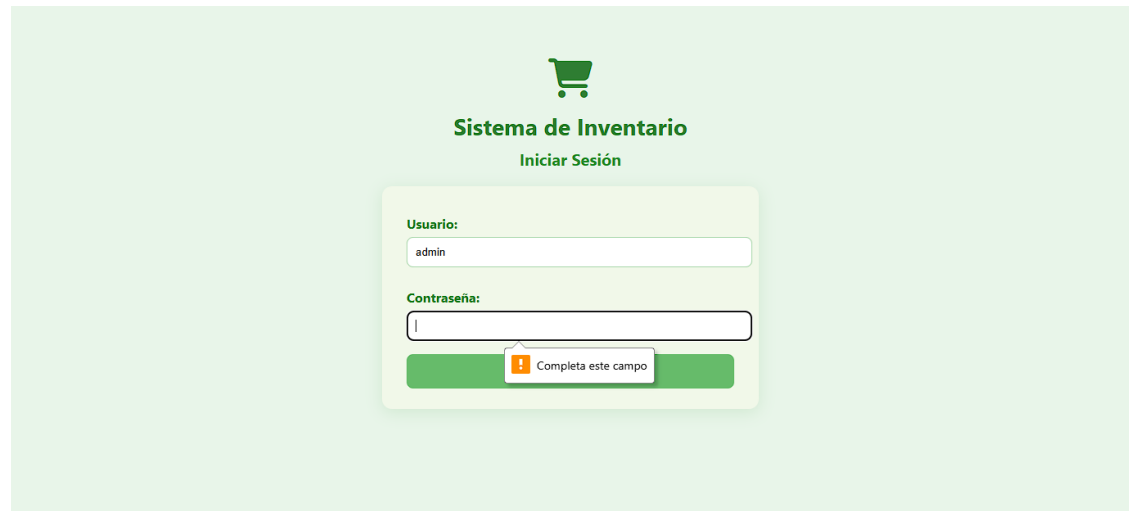 Sistema de Inventario
Iniciar Sesión
Usuario:
admin
Contraseña:
Completa este campo